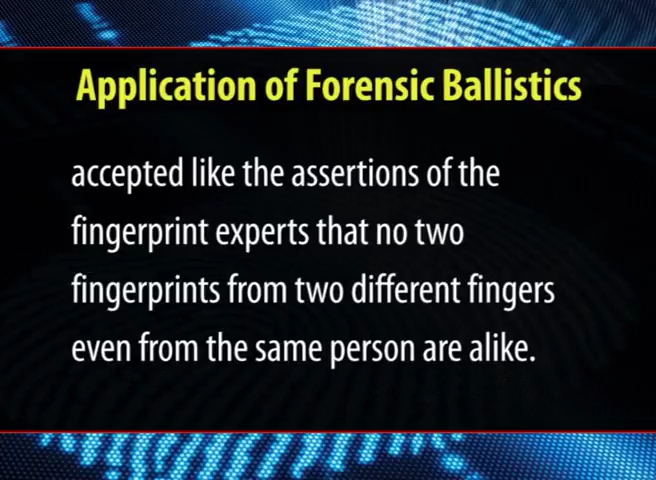 Application of Forensic Ballistics
accepted like the assertions of the
fingerprint experts that no two
fingerprints from two different fingers
even from the same person are alike.